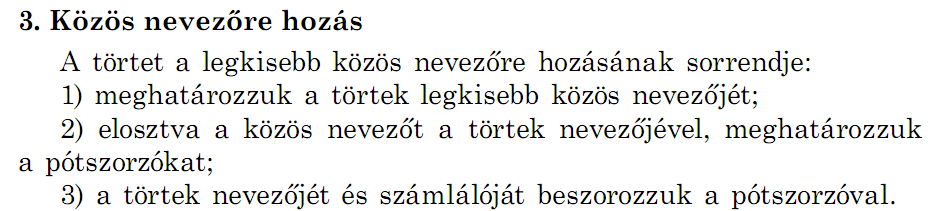 3. Közös nevezőre hozás
A törtet a legkisebb közös nevezőre hozásának sorrendje:
1) meghatározzuk a törtek legkisebb közös nevezőjét;
2) elosztva a közös nevezőt a törtek nevezőjével, meghatározzuk
a pótszorzókat;
3) a törtek nevezőjét és számlálóját beszorozzuk a pótszorzóval.